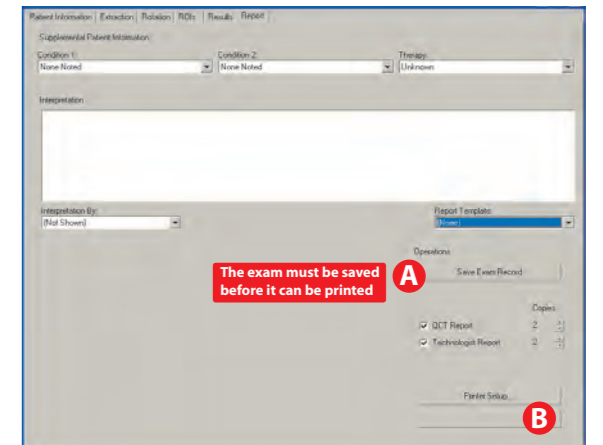 Patient Information Extraction Rotation ROIs Results Report
Supplemental Patient Information:
Condition 1: Condition 2: Therapy:
None Noted None Noted Unknown
Interpretation:
Interpretation By: Report Template:
(Not Shown) (None)
Operations
The exam must be saved
before it can be printed
A
Save Exam Record
Copies
QCT Report 2
Technologist Report 2
Printer Setup...
B